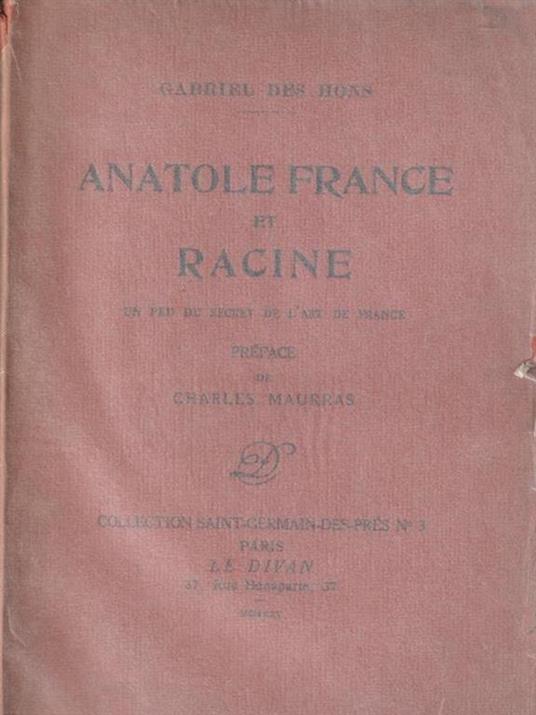 GABRIEL DES HONS
ANATOLE FRANCE
ET
RACINE
UN PEU DU SECRET DE L'ART DE FRANCE
PRÉFACE
DE
CHARLES MAURRAS
D
COLLECTION SAINT-GERMAIN-DES-PRÉS N° 3
PARIS
LE DIVAN
37, Rue Bonaparte, 37